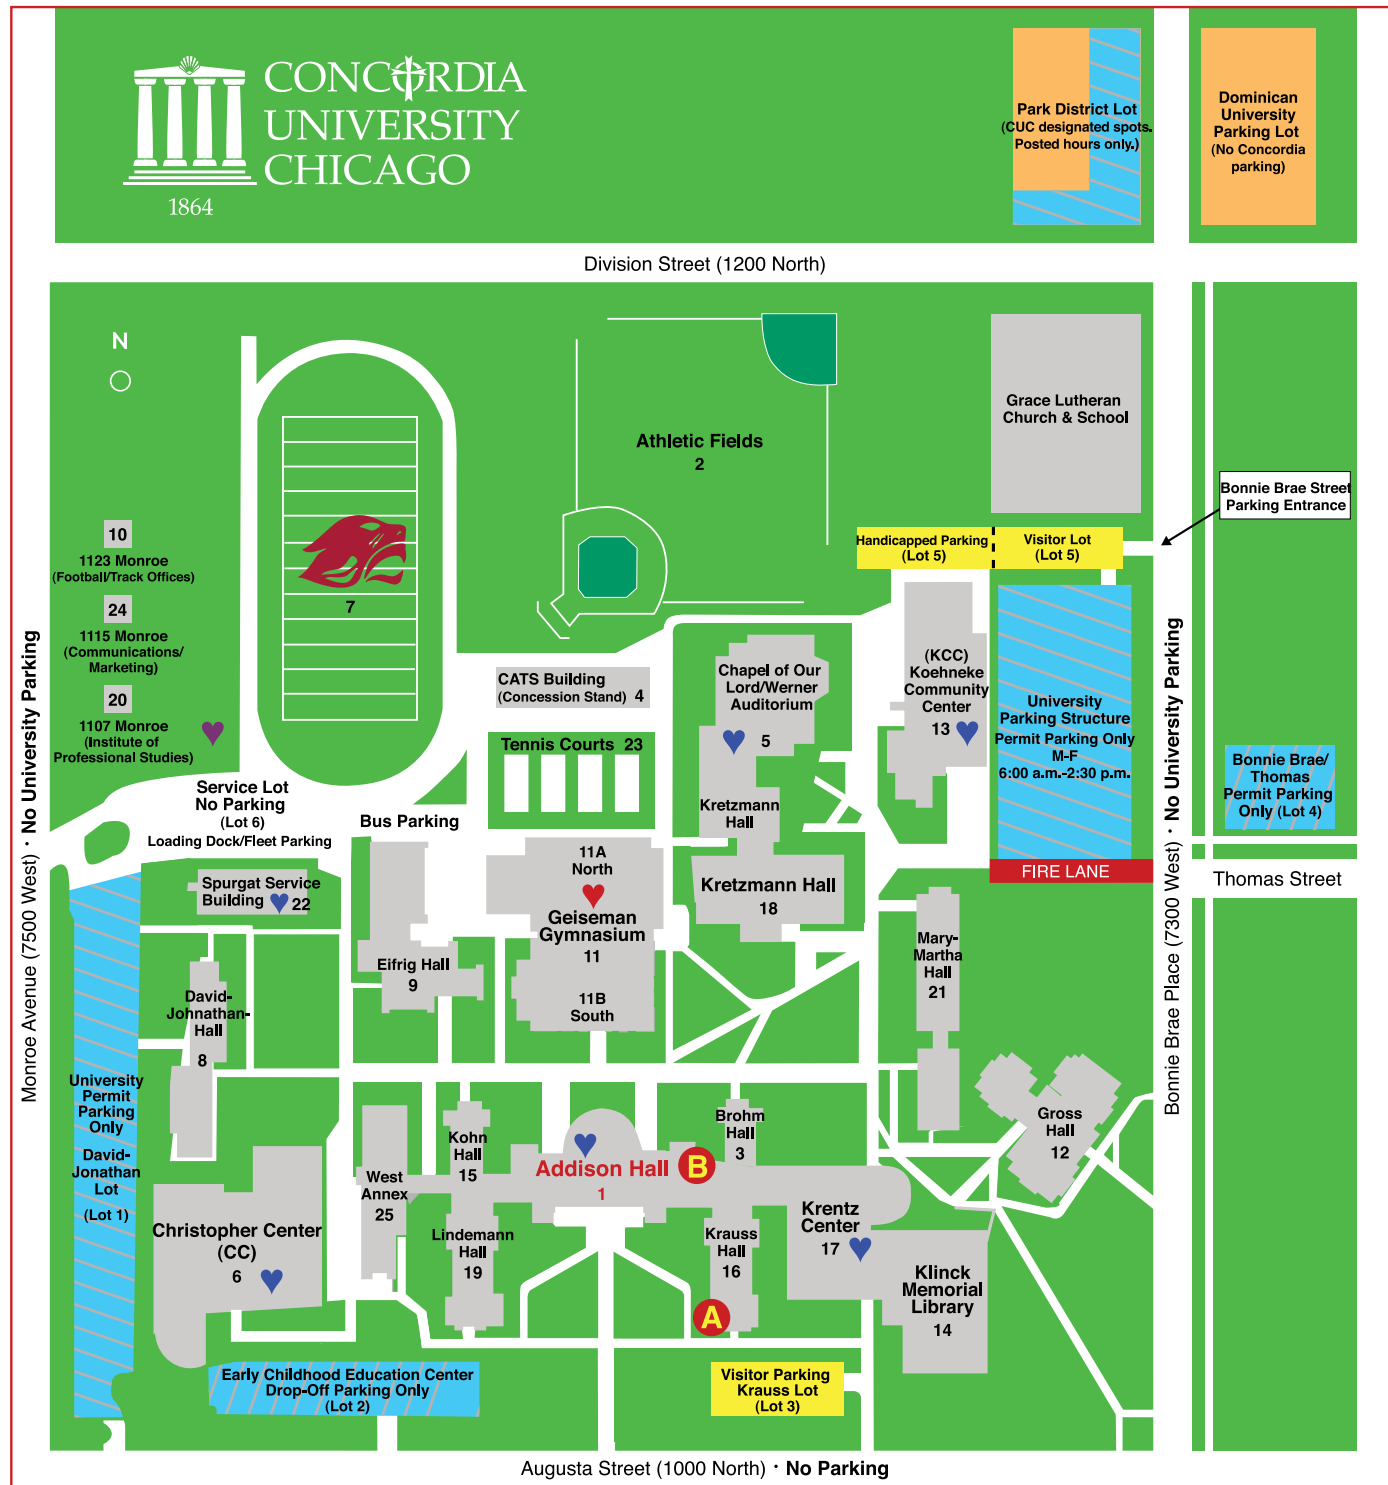 CONCORDIA
UNIVERSITY
CHICAGO
1864
Park District Lot
(CUC designated spots.
Posted hours only.)
Dominican
University
Parking Lot
(No Concordia
parking)
Division Street (1200 North)
N
Athletic Fields
2
Grace Lutheran
Church & School
Bonnie Brae Street
Parking Entrance
Handicapped Parking
(Lot 5)
Visitor Lot
(Lot 5)
10
1123 Monroe
(Football/Track Offices)
24
1115 Monroe
(Communications/
Marketing)
20
1107 Monroe
(Institute of
Professional Studies)
7
CATS Building
(Concession Stand) 4
Tennis Courts 23
Chapel of Our
Lord/Werner
Auditorium
5
(KCC)
Koehneke
Community
Center
13
University
Parking Structure
Permit Parking Only
M-F
6:00 a.m.-2:30 p.m.
Bonnie Brae/
Thomas
Permit Parking
Only (Lot 4)
Service Lot
No Parking
(Lot 6)
Loading Dock/Fleet Parking
Bus Parking
Kretzmann
Hall
Kretzmann Hall
18
FIRE LANE
Thomas Street
Spurgat Service
Building 22
11A
North
Geiseman
Gymnasium
11
11B
South
Eifrig Hall
9
Mary-
Martha
Hall
21
David-
Johnathan-
Hall
8
University
Permit
Parking
Only
David-
Jonathan
Lot
(Lot 1)
Gross
Hall
12
Brohm
Hall
3
Kohn
Hall
15
Addison Hall
1
B
West
Annex
25
Christopher Center
(CC)
6
Lindemann
Hall
19
Krauss
Hall
16
A
Krentz
Center
17
Klinck
Memorial
Library
14
Early Childhood Education Center
Drop-Off Parking Only
(Lot 2)
Visitor Parking
Krauss Lot
(Lot 3)
Monroe Avenue (7500 West) · No University Parking
Bonnie Brae Place (7300 West) · No University Parking
Augusta Street (1000 North) · No Parking